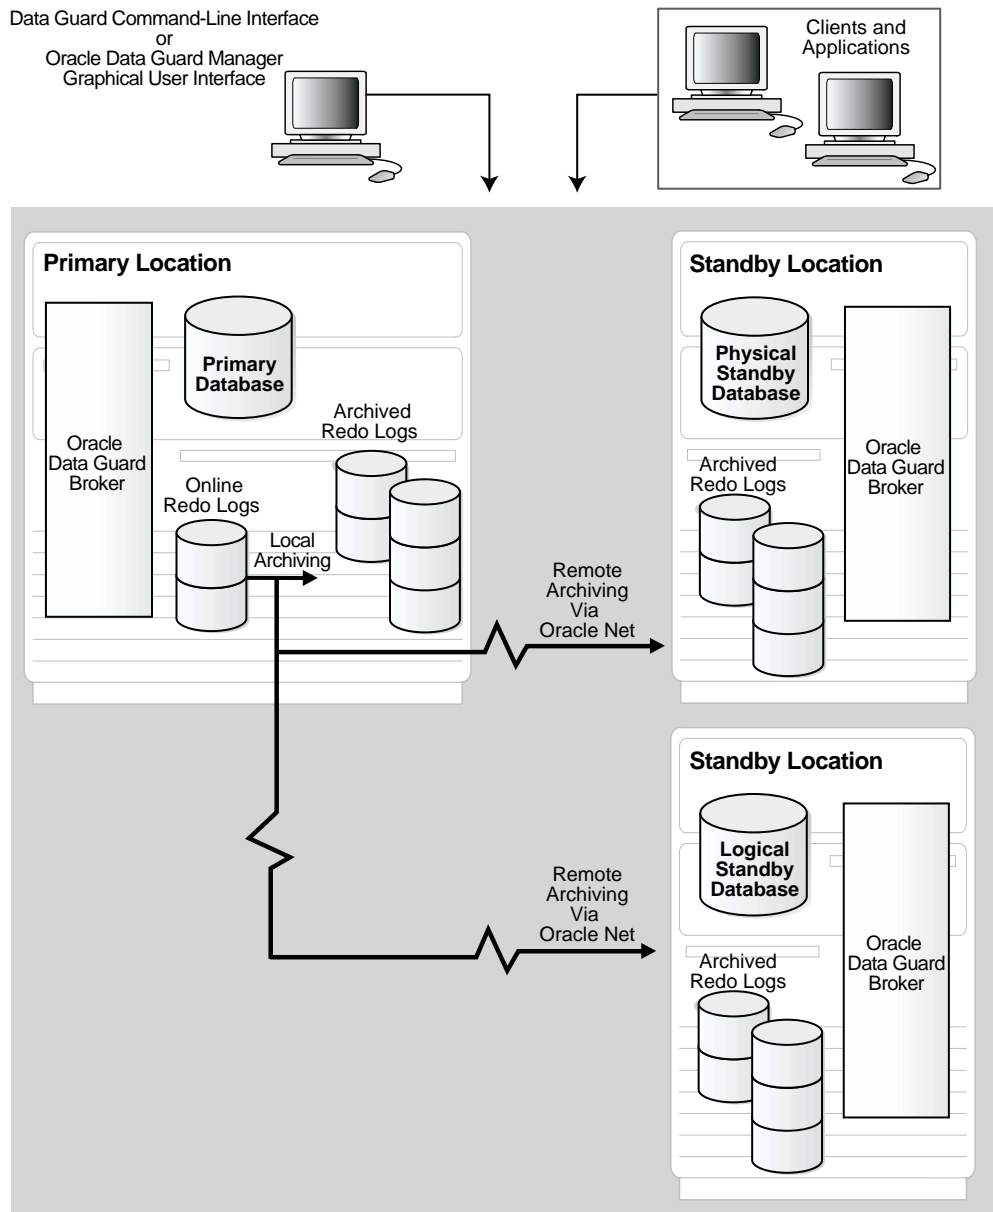 Data Guard Command-Line Interface
or
Oracle Data Guard Manager
Graphical User Interface
Clients and
Applications
Primary Location
Primary
Database
Oracle
Data Guard
Broker
Archived
Redo Logs
Online
Redo Logs
Local
Archiving
Remote
Archiving
Via
Oracle Net
Standby Location
Physical
Standby
Database
Archived
Redo Logs
Oracle
Data Guard
Broker
Remote
Archiving
Via
Oracle Net
Standby Location
Logical
Standby
Database
Archived
Redo Logs
Oracle
Data Guard
Broker